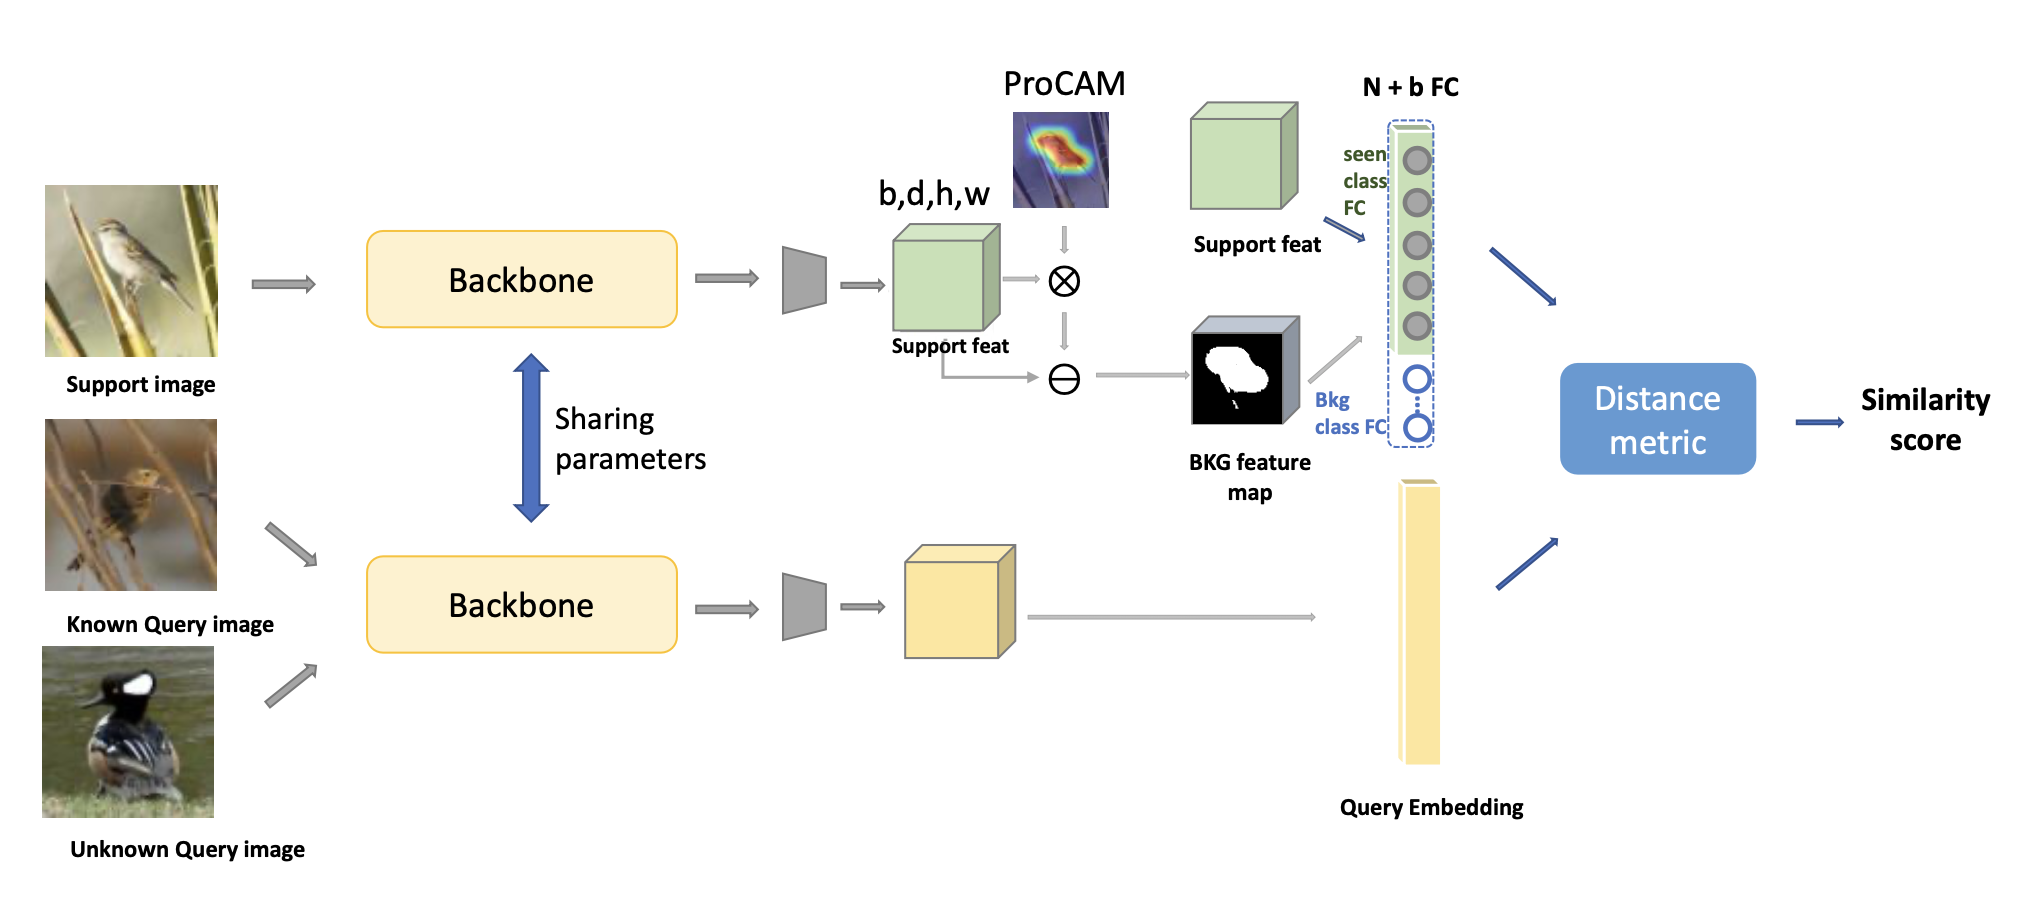 ProCAM
N + b FC
seen
class
FC
b,d,h,w
Support feat
Backbone
Support feat
Support image
Sharing
parameters
Bkg
class FC
BKG feature
map
Distance
metric
Similarity
score
Known Query image
Backbone
Query Embedding
Unknown Query image